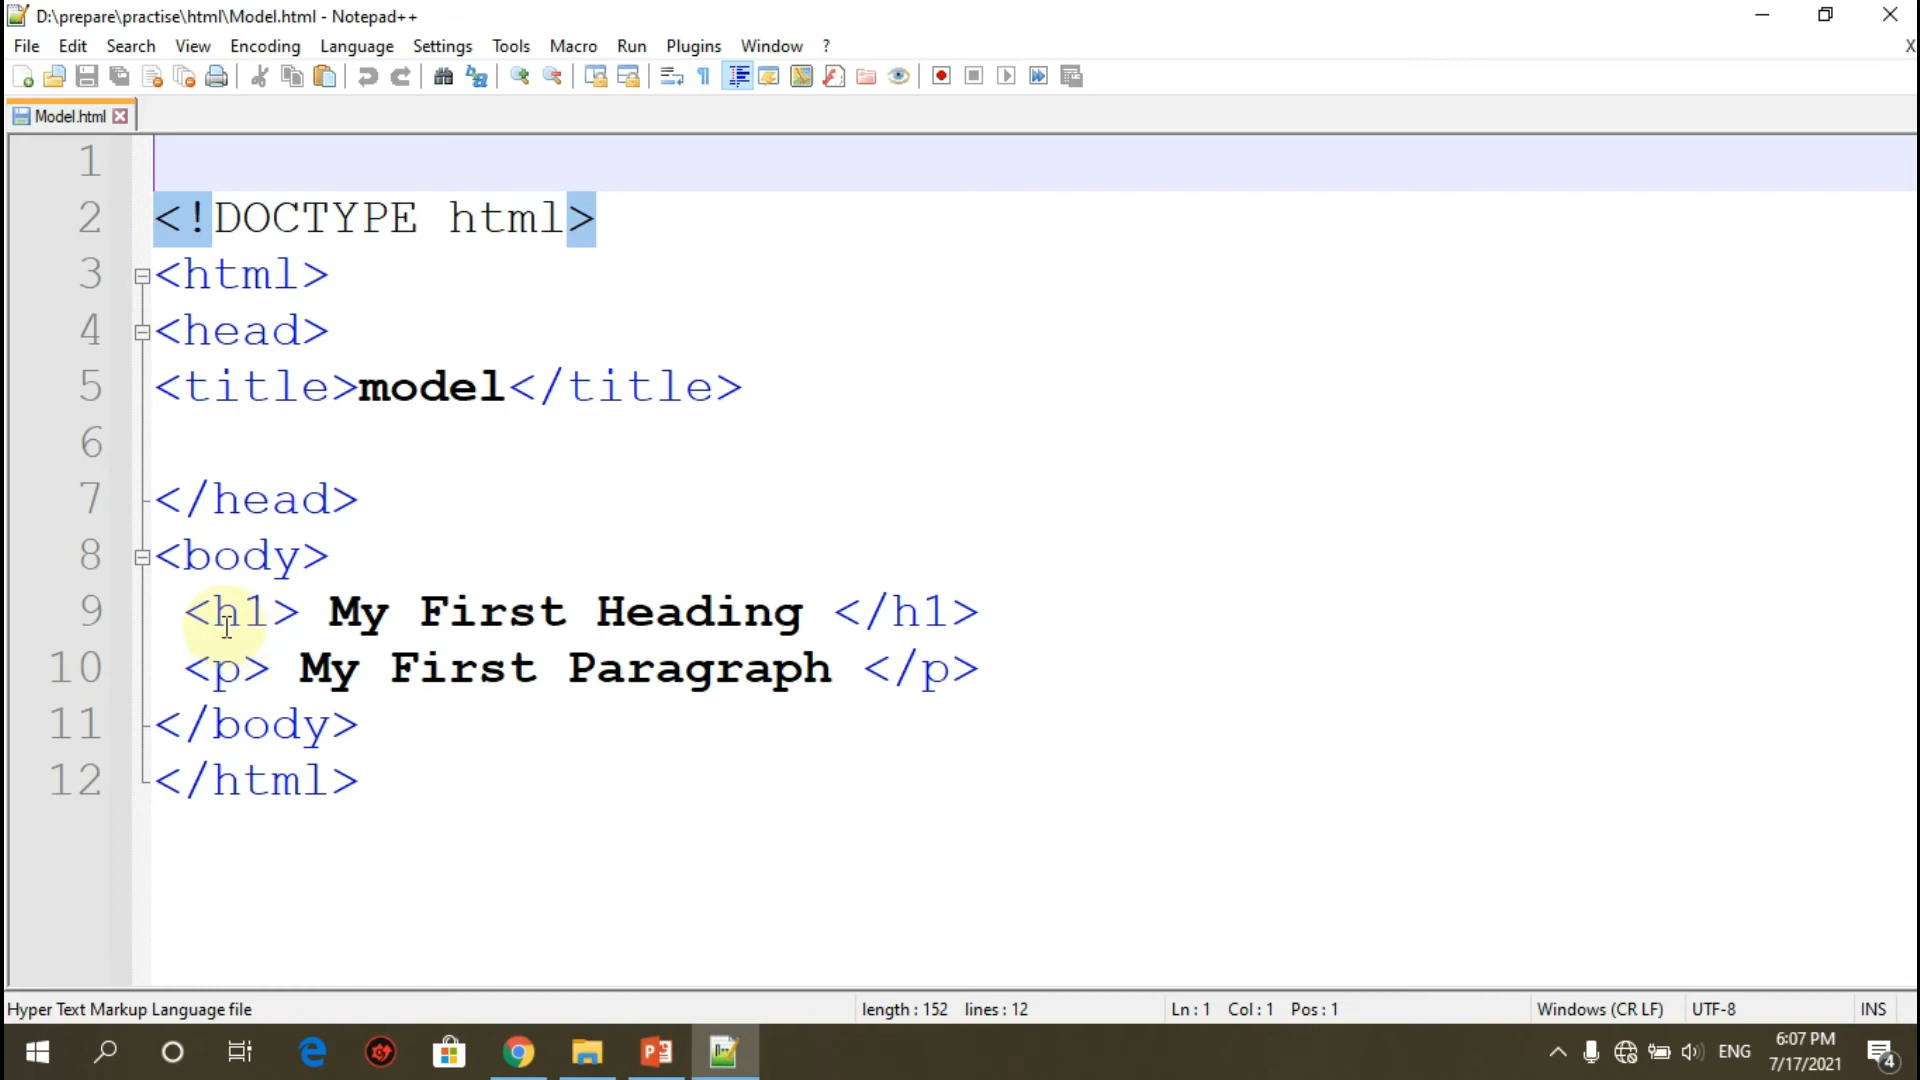 D:\prepare\practise\html\Model.html - Notepad++
File Edit Search View Encoding Language Settings Tools Macro Run Plugins Window ? X
Model.html
1
2 <!DOCTYPE html>
3 <html>
4 <head>
5 <title>model</title>
6
7 </head>
8 <body>
9 <h1> My First Heading </h1>
10 <p> My First Paragraph </p>
11 </body>
12 </html>
Hyper Text Markup Language file length : 152 lines : 12 Ln : 1 Col : 1 Pos : 1 Windows (CR LF) UTF-8 INS
ENG 6:07 PM
7/17/2021 4